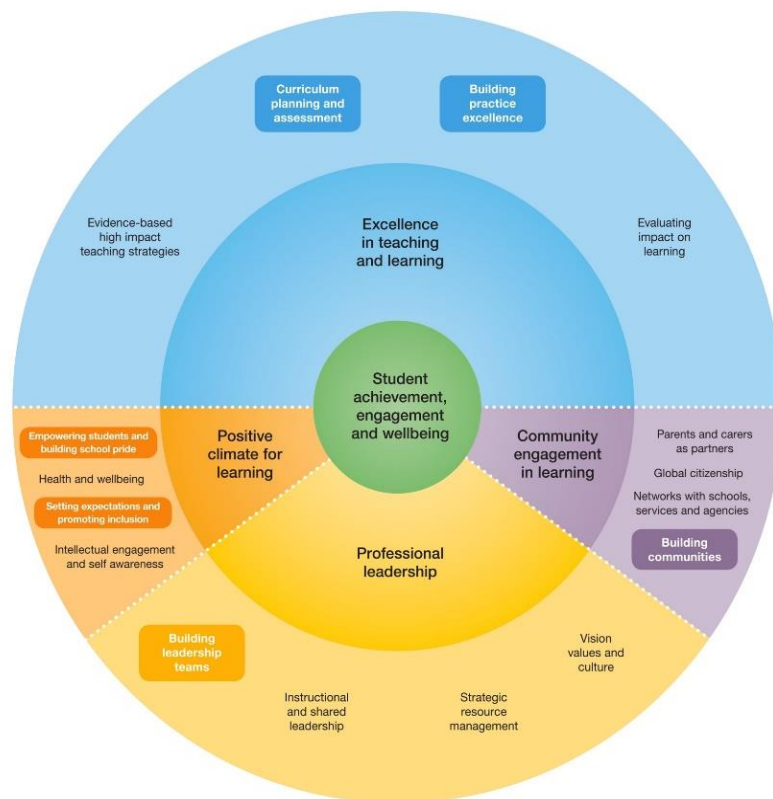 Curriculum
planning and
assessment
Building
practice
excellence
Evidence-based
high impact
teaching strategies
Excellence
in teaching
and learning
Evaluating
impact on
learning
Student
achievement,
engagement
and wellbeing
Empowering students and
building school pride
Health and wellbeing
Setting expectations and
promoting inclusion
Intellectual engagement
and self awareness
Positive
climate for
learning
Community
engagement
in learning
Parents and carers
as partners
Global citizenship
Networks with schools,
services and agencies
Building
communities
Professional
leadership
Building
leadership
teams
Instructional
and shared
leadership
Strategic
resource
management
Vision
values and
culture